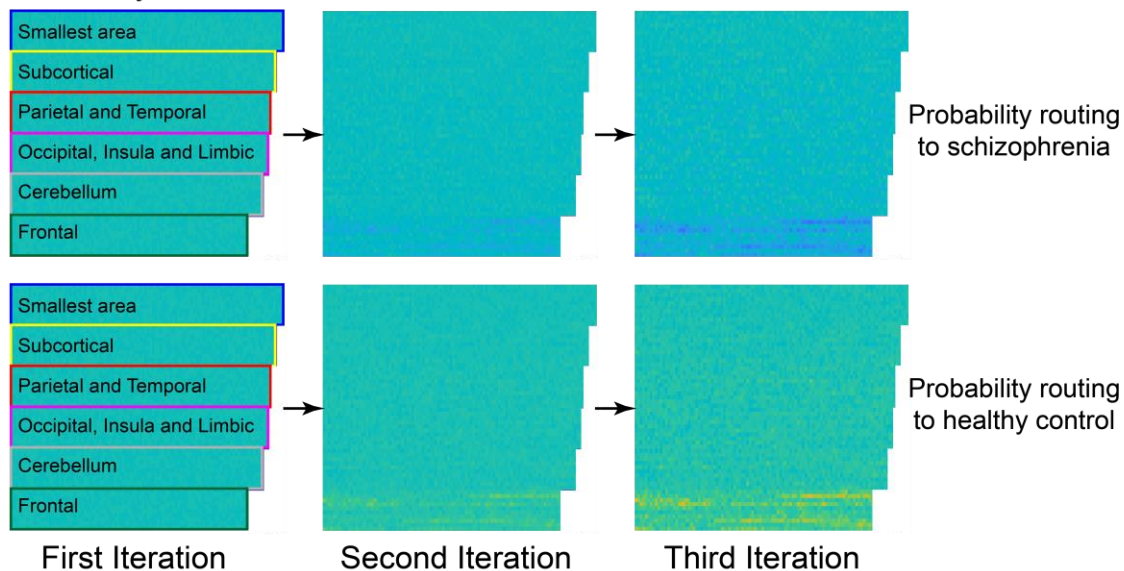 Smallest area
Subcortical
Parietal and Temporal
Occipital, Insula and Limbic
Cerebellum
Frontal
Probability routing
to schizophrenia
Smallest area
Subcortical
Parietal and Temporal
Occipital, Insula and Limbic
Cerebellum
Frontal
Probability routing
to healthy control
First Iteration
Second Iteration
Third Iteration